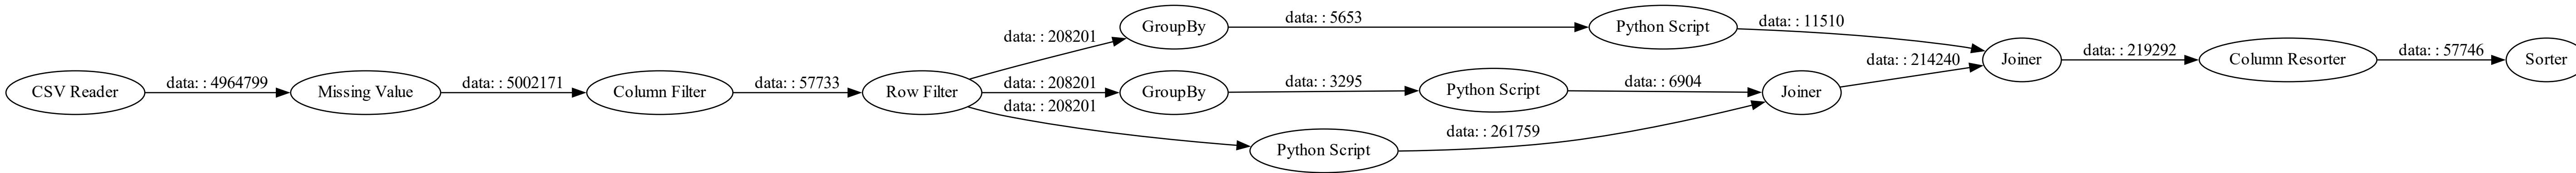 CSV Reader
data: : 4964799
Missing Value
data: : 5002171
Column Filter
data: : 57733
Row Filter
data: : 208201
GroupBy
data: : 5653
Python Script
data: : 11510
data: : 208201
GroupBy
data: : 3295
Python Script
data: : 6904
data: : 208201
Python Script
data: : 261759
Joiner
data: : 214240
Joiner
data: : 219292
Column Resorter
data: : 57746
Sorter